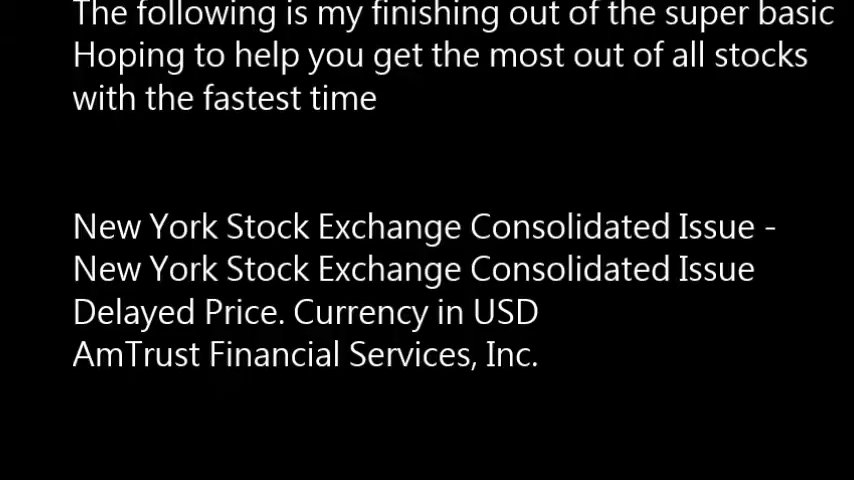 The following is my finishing out of the super basic
Hoping to help you get the most out of all stocks
with the fastest time
New York Stock Exchange Consolidated Issue -
New York Stock Exchange Consolidated Issue
Delayed Price. Currency in USD
AmTrust Financial Services, Inc.